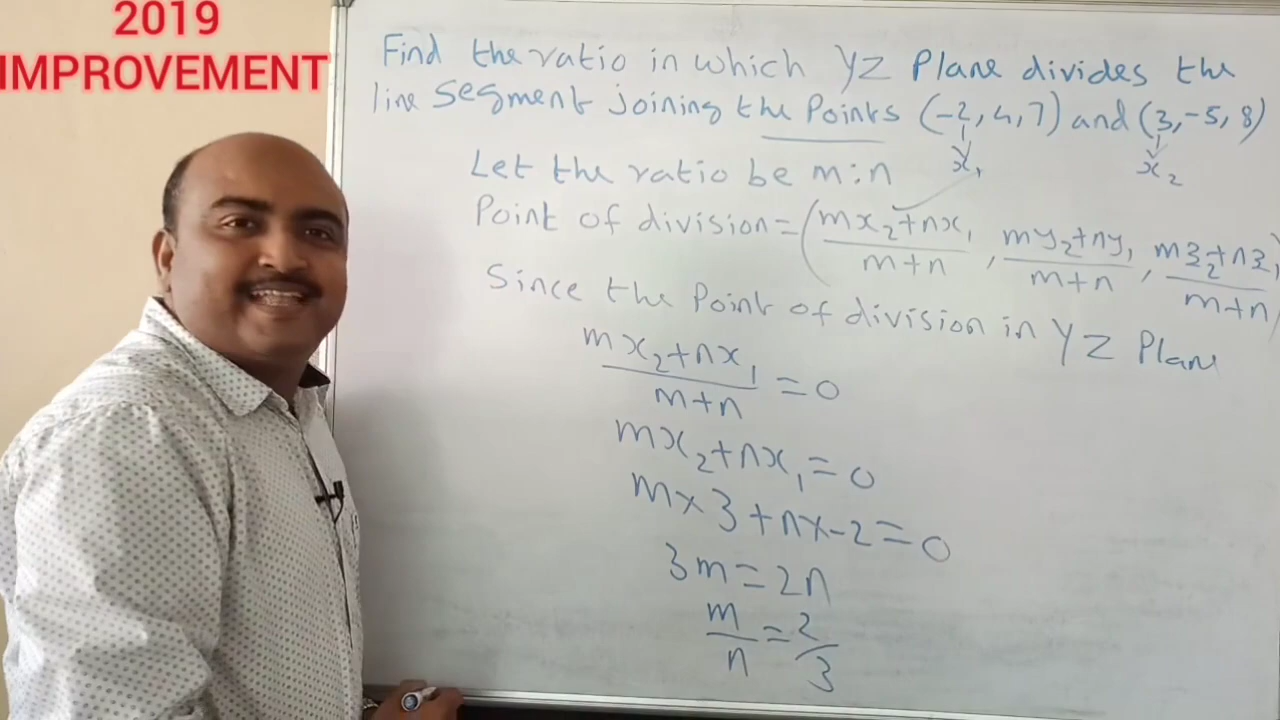 2019
IMPROVEMENT
Find the ratio in which YZ Plane divides the
line segment joining the Points (-2,4,7) and (3,-5,8)
x₁ x₂
Let the ratio be m:n
Point of division=(mx₂+nx₁/m+n, my₂+ny₁/m+n, mz₂+nz₁/m+n)
Since the Point of division in YZ Plane
mx₂+nx₁/m+n=0
mx₂+nx₁=0
m×3+n×-2=0
3m=2n
m/n=2/3